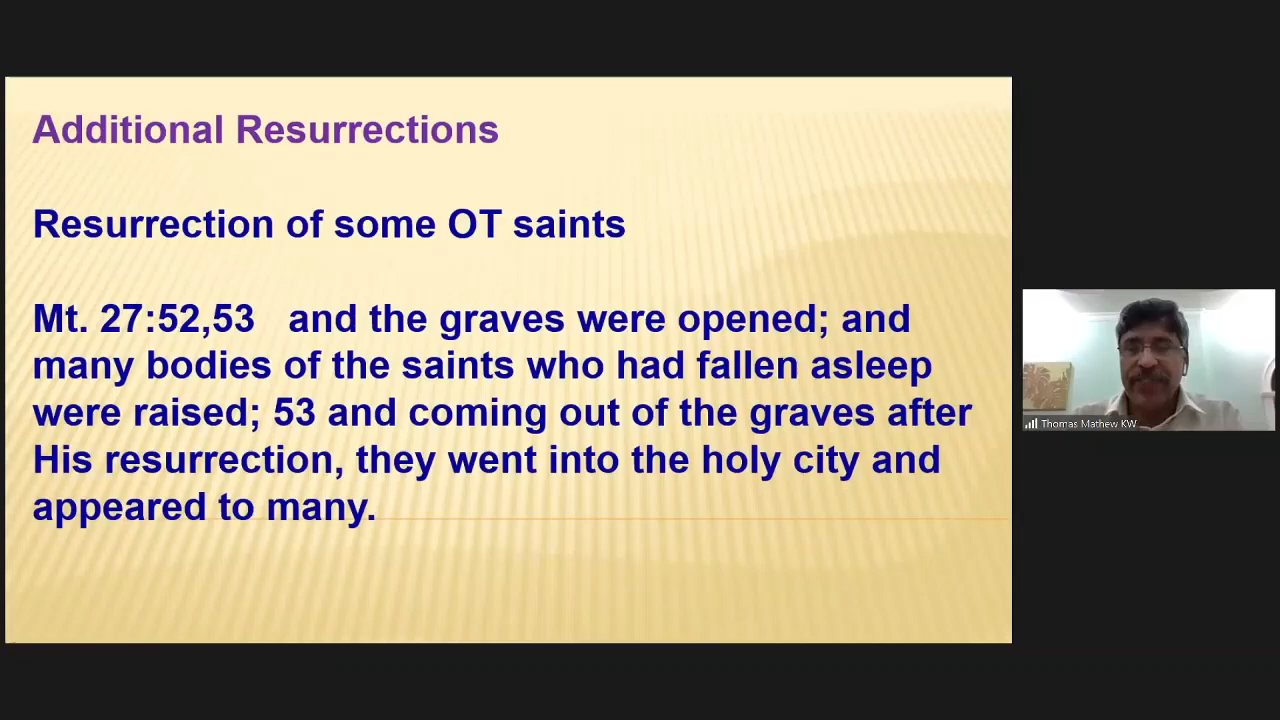 Additional Resurrections
Resurrection of some OT saints
Mt. 27:52,53 and the graves were opened; and
many bodies of the saints who had fallen asleep
were raised; 53 and coming out of the graves after
His resurrection, they went into the holy city and
appeared to many.
Thomas Mathew KW